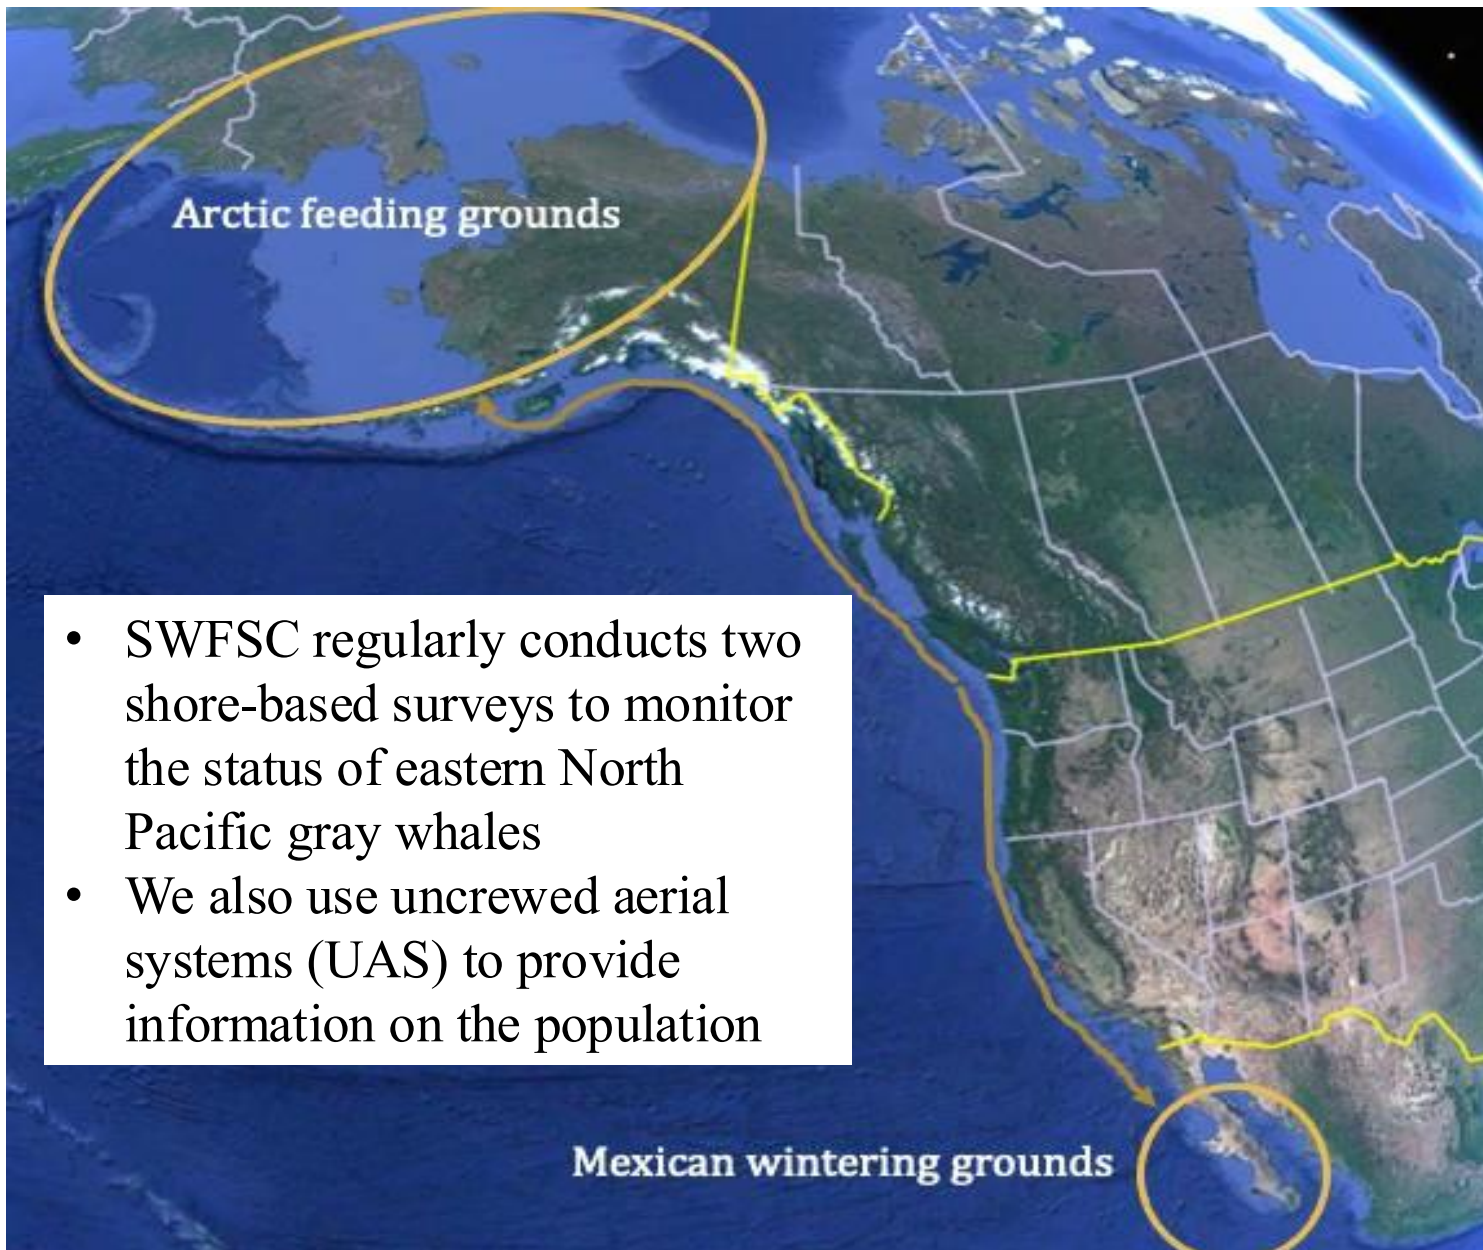 Arctic feeding grounds
• SWFSC regularly conducts two
shore-based surveys to monitor
the status of eastern North
Pacific gray whales
• We also use uncrewed aerial
systems (UAS) to provide
information on the population
Mexican wintering grounds